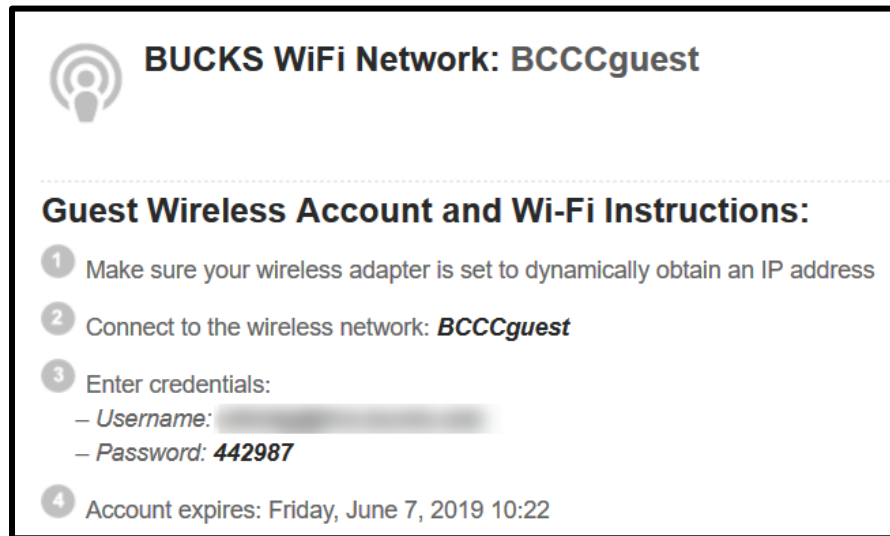 BUCKS WiFi Network: BCCCguest
Guest Wireless Account and Wi-Fi Instructions:
1 Make sure your wireless adapter is set to dynamically obtain an IP address
2 Connect to the wireless network: BCCCguest
3 Enter credentials:
– Username:
– Password: 442987
4 Account expires: Friday, June 7, 2019 10:22